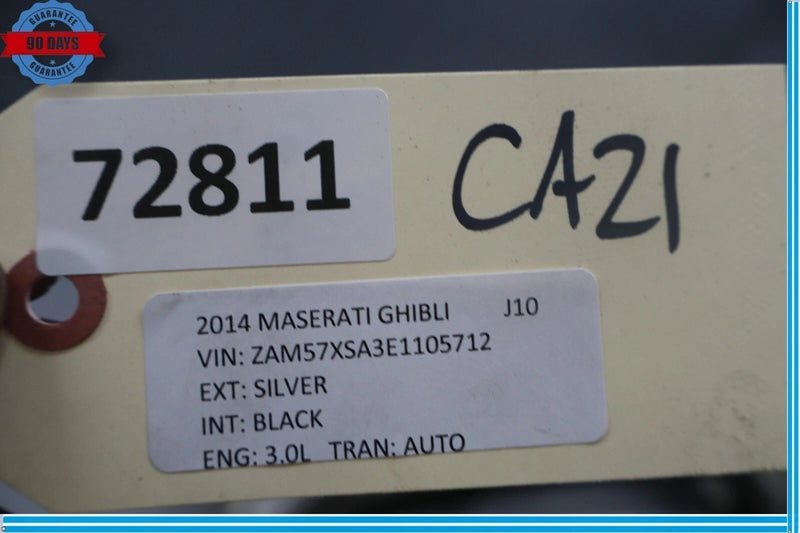 GUARANTEE
90 DAYS
GUARANTEE
72811
CA21
2014 MASERATI GHIBLI J10
VIN: ZAM57XSA3E1105712
EXT: SILVER
INT: BLACK
ENG: 3.0L TRAN: AUTO